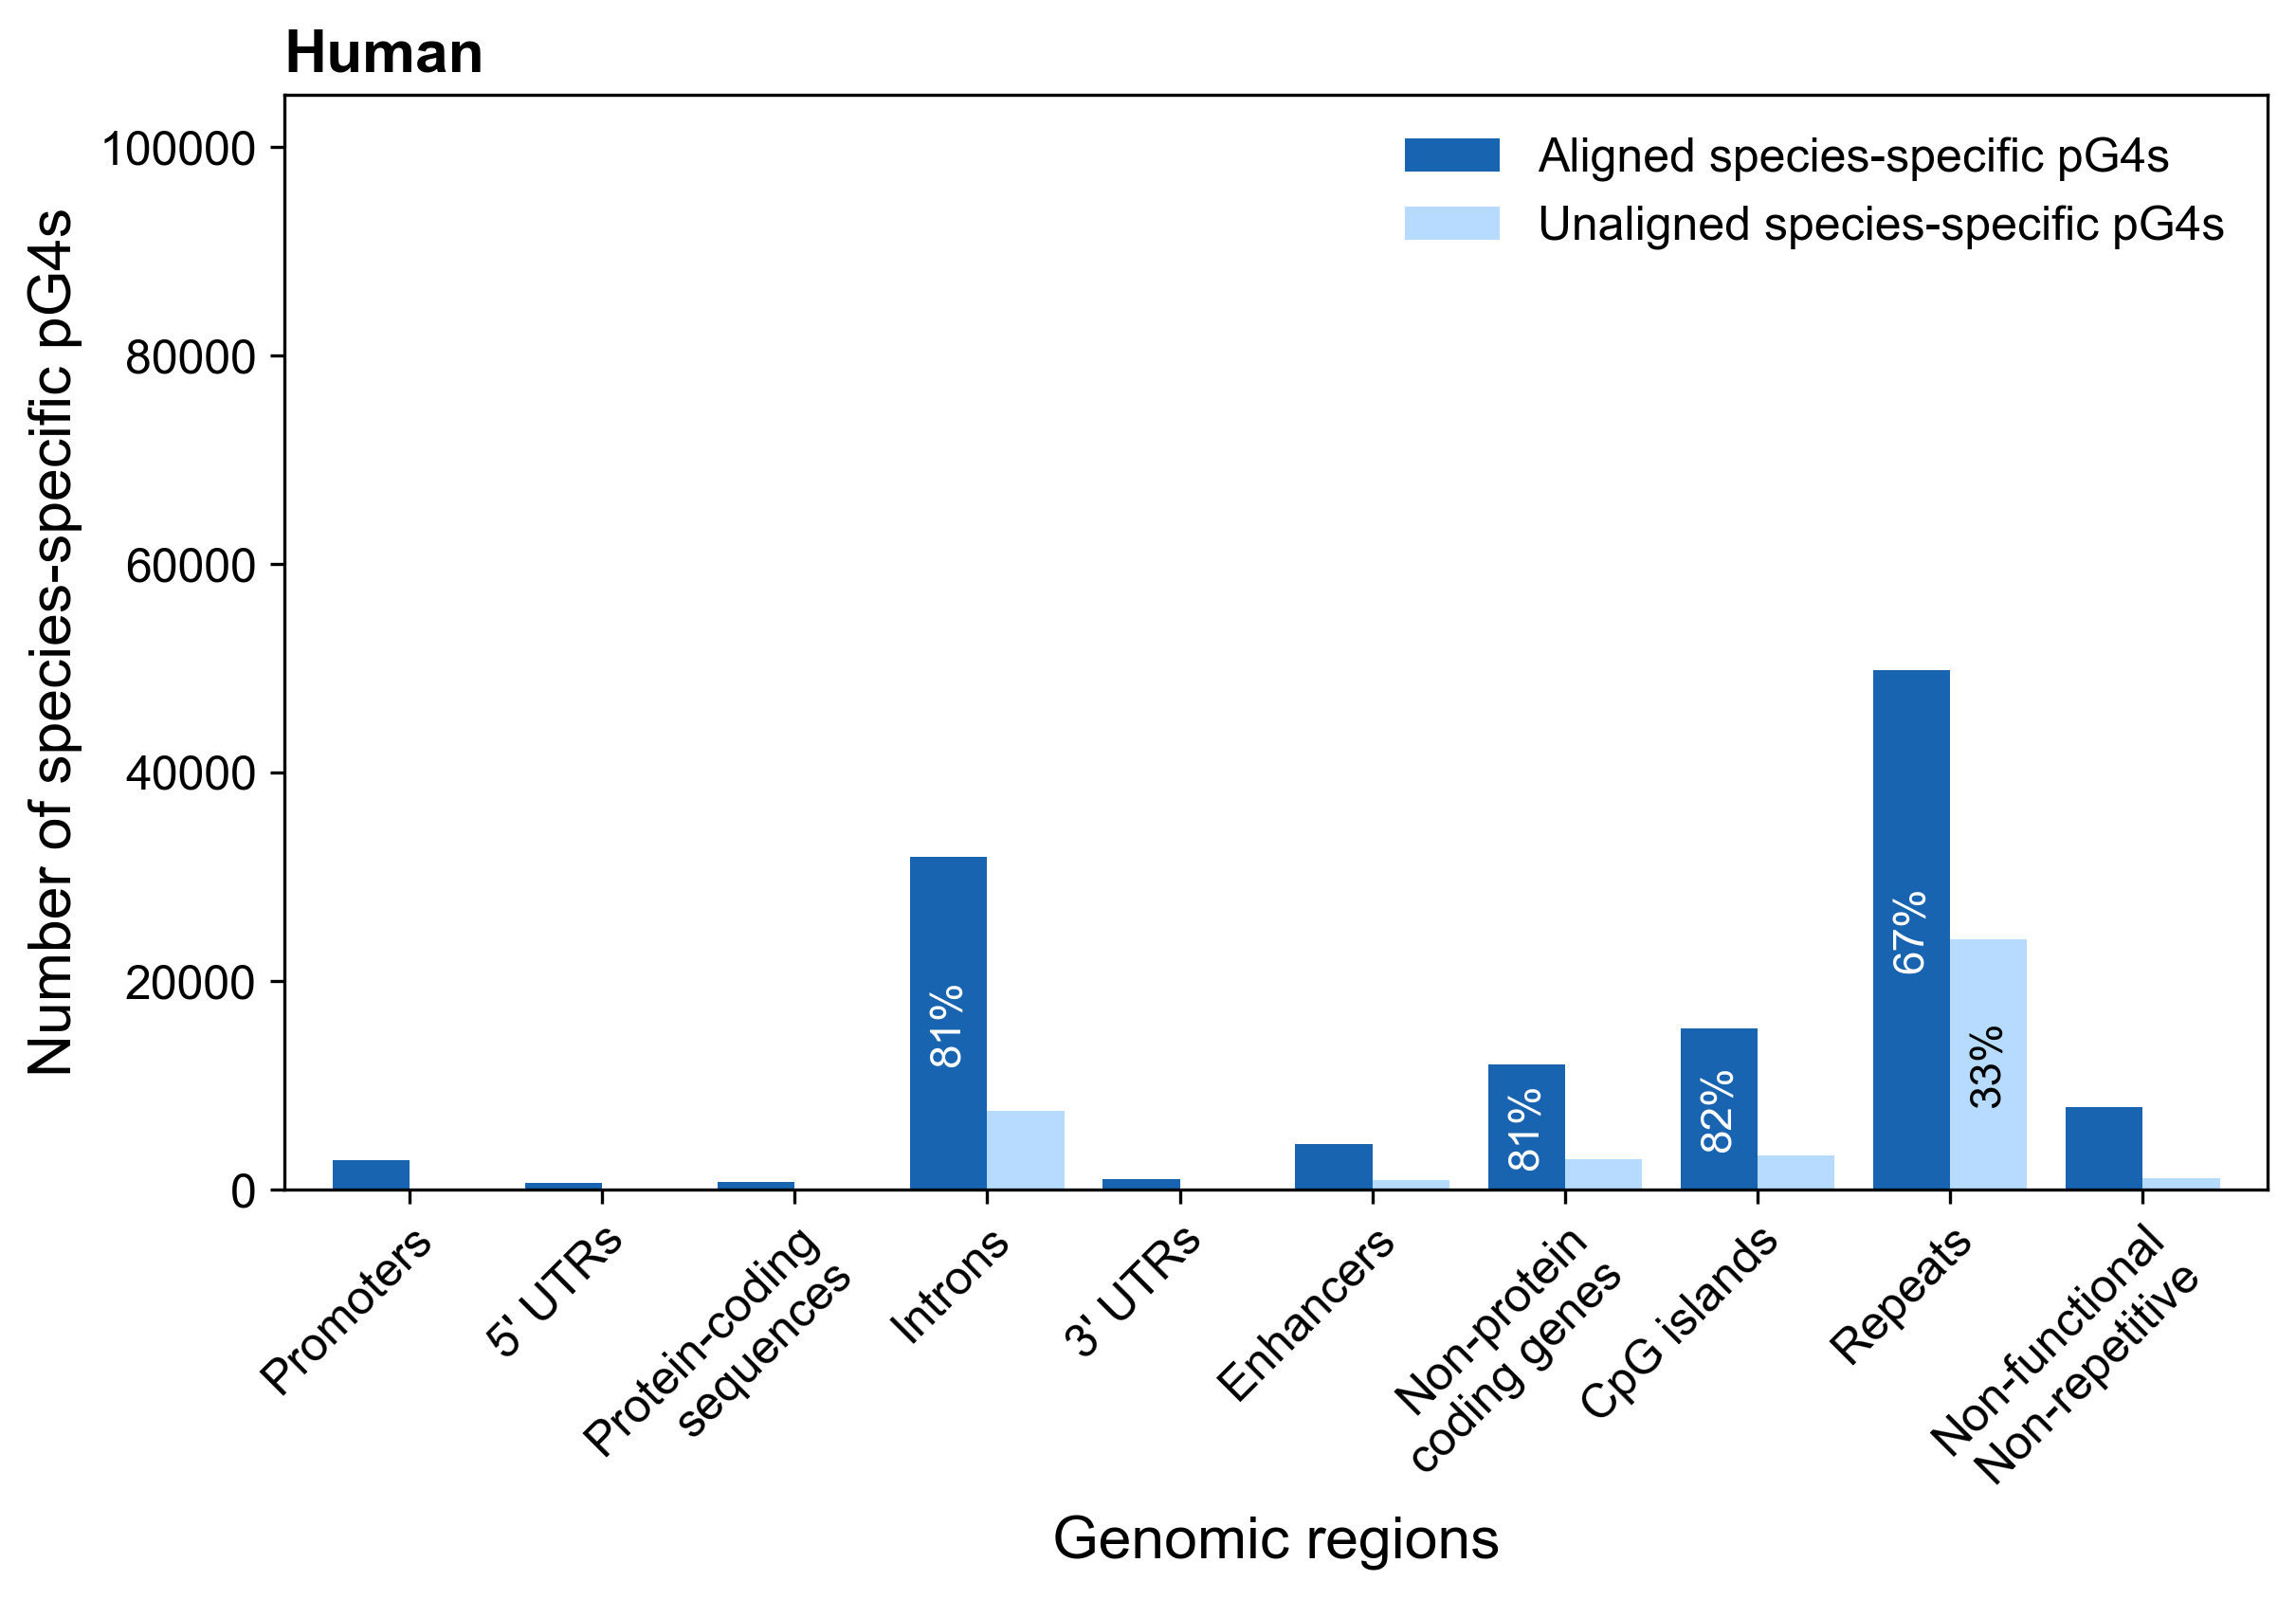 Human
Aligned species-specific pG4s
Unaligned species-specific pG4s
Number of species-specific pG4s
100000
80000
60000
40000
20000
0
81%
81%
82%
67%
33%
Promoters
5' UTRs
Protein-coding
sequences
Introns
3' UTRs
Enhancers
Non-protein
coding genes
CpG islands
Repeats
Non-functional
Non-repetitive
Genomic regions